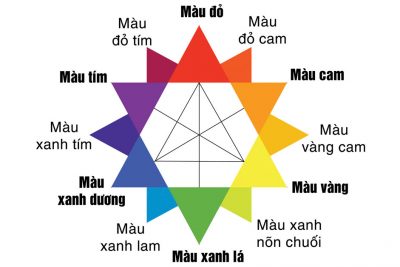 Màu đỏ
Màu
đỏ tím
Màu
đỏ cam
Màu tím
Màu cam
Màu
xanh tím
Màu
vàng cam
Màu
xanh dương
Màu vàng
Màu
xanh lam
Màu xanh
nõn chuối
Màu xanh lá